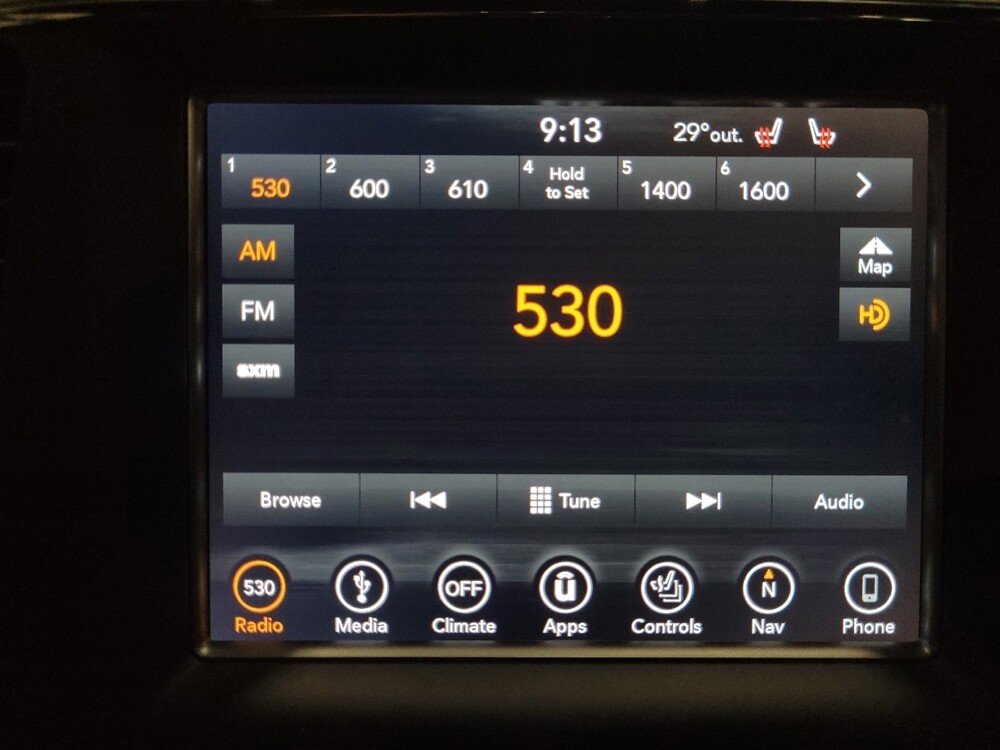 9:13 29°out.
1 530 2 600 3 610 4 Hold to Set 5 1400 6 1600
AM
Map
530
FM
HD
sxm
Browse Tune Audio
530 OFF ū N
Radio Media Climate Apps Controls Nav Phone